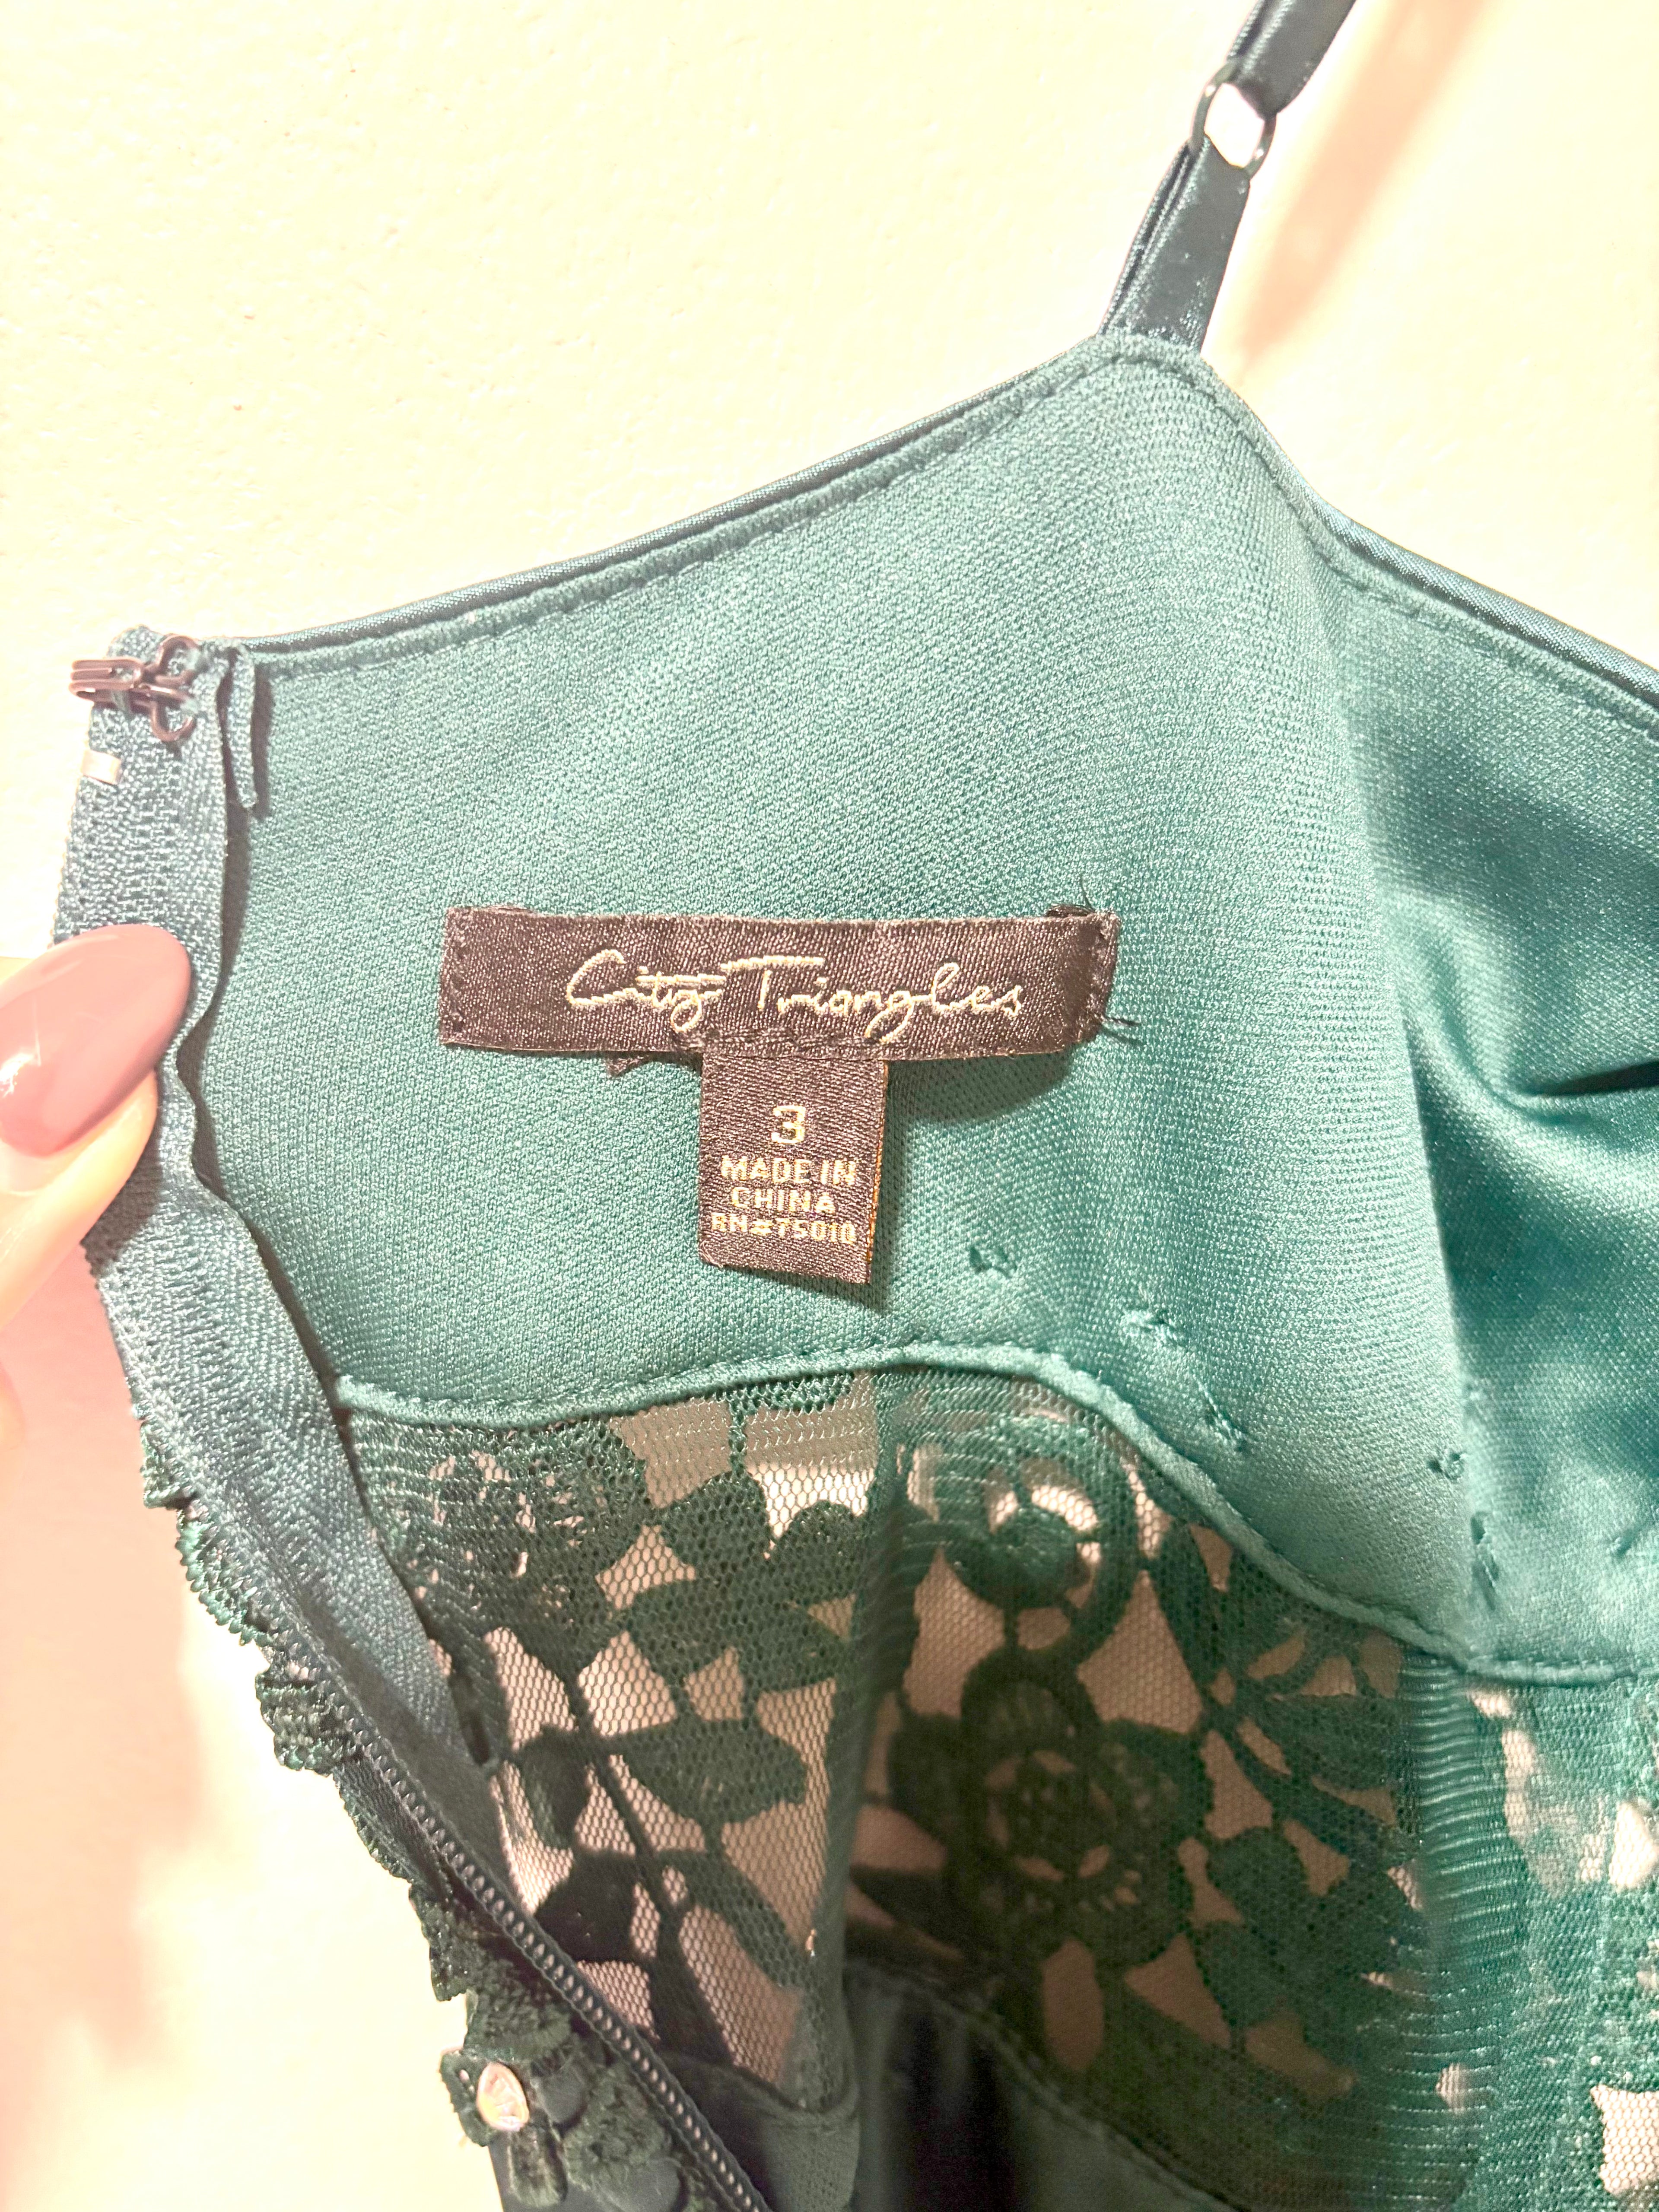 City Triangles
3
MADE IN
CHINA
RN#75010